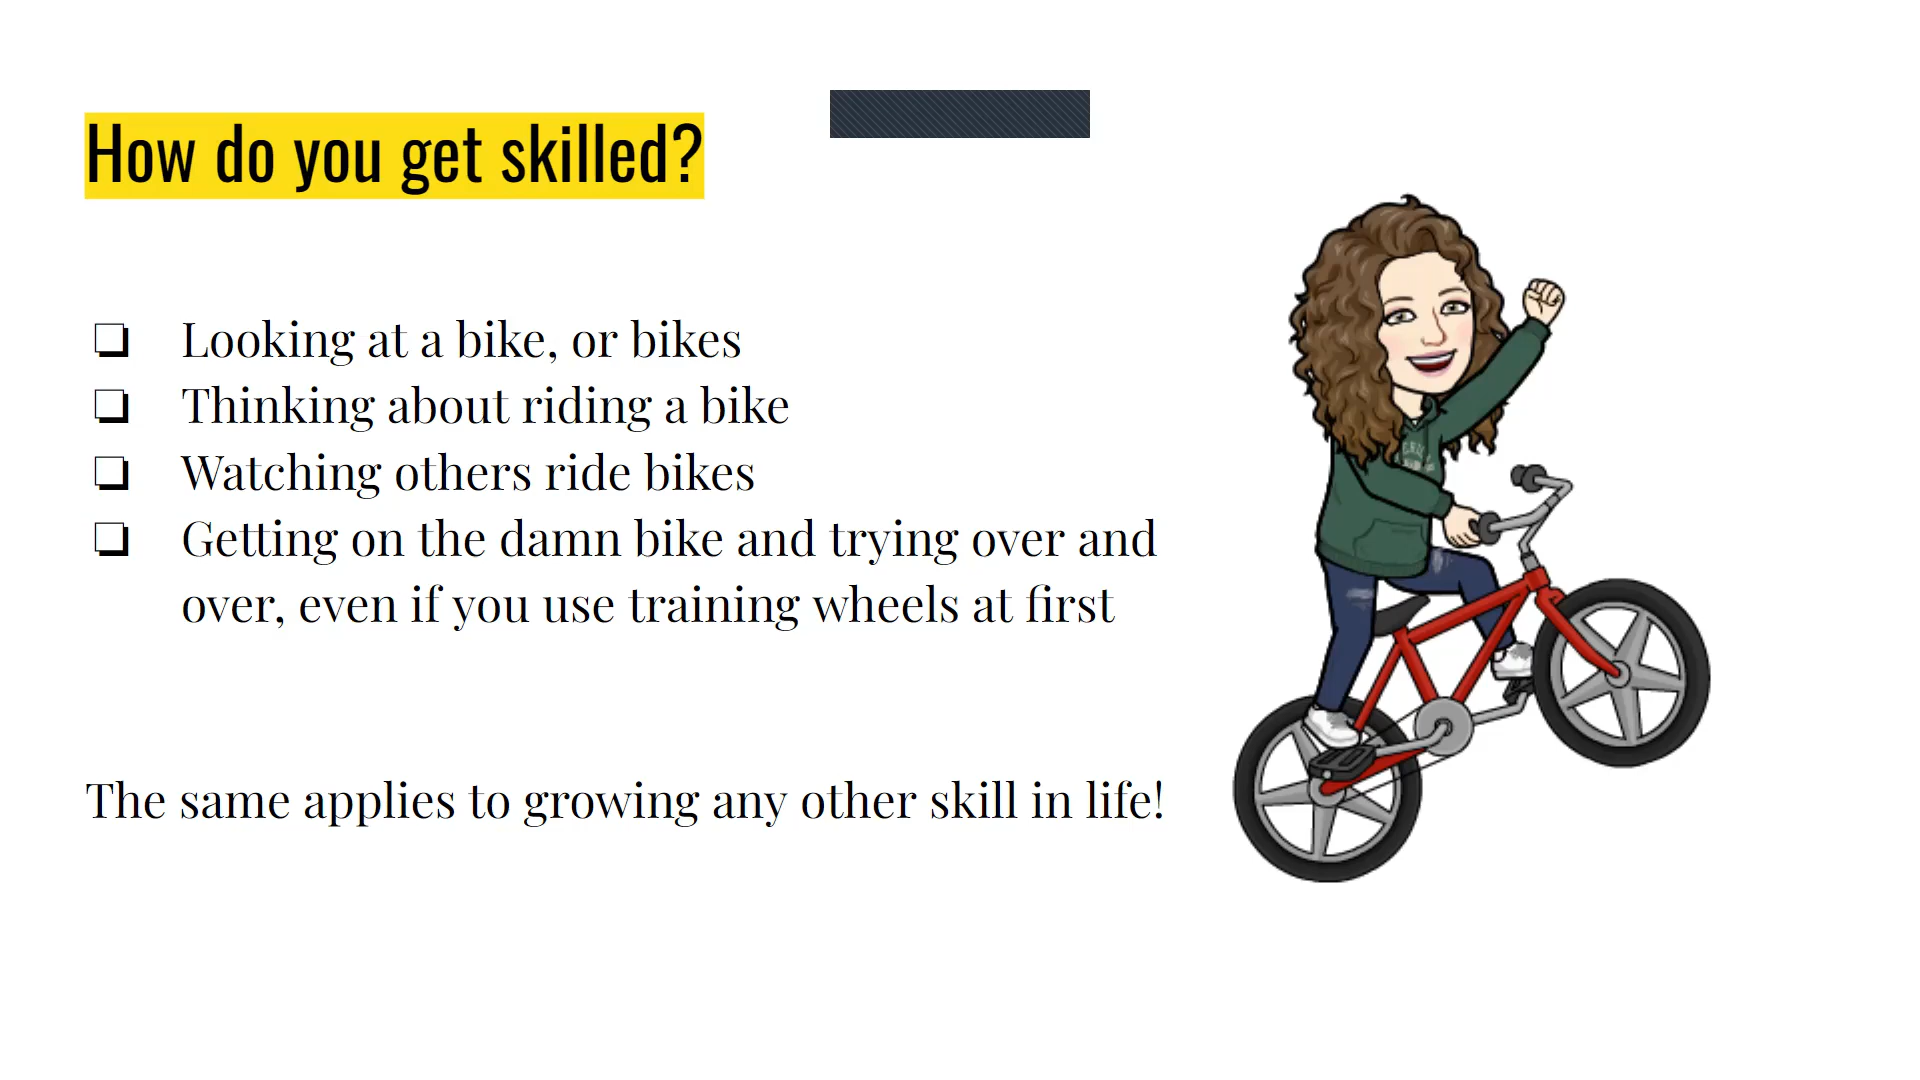 How do you get skilled?
❏ Looking at a bike, or bikes
❏ Thinking about riding a bike
❏ Watching others ride bikes
❏ Getting on the damn bike and trying over and
over, even if you use training wheels at first
The same applies to growing any other skill in life!